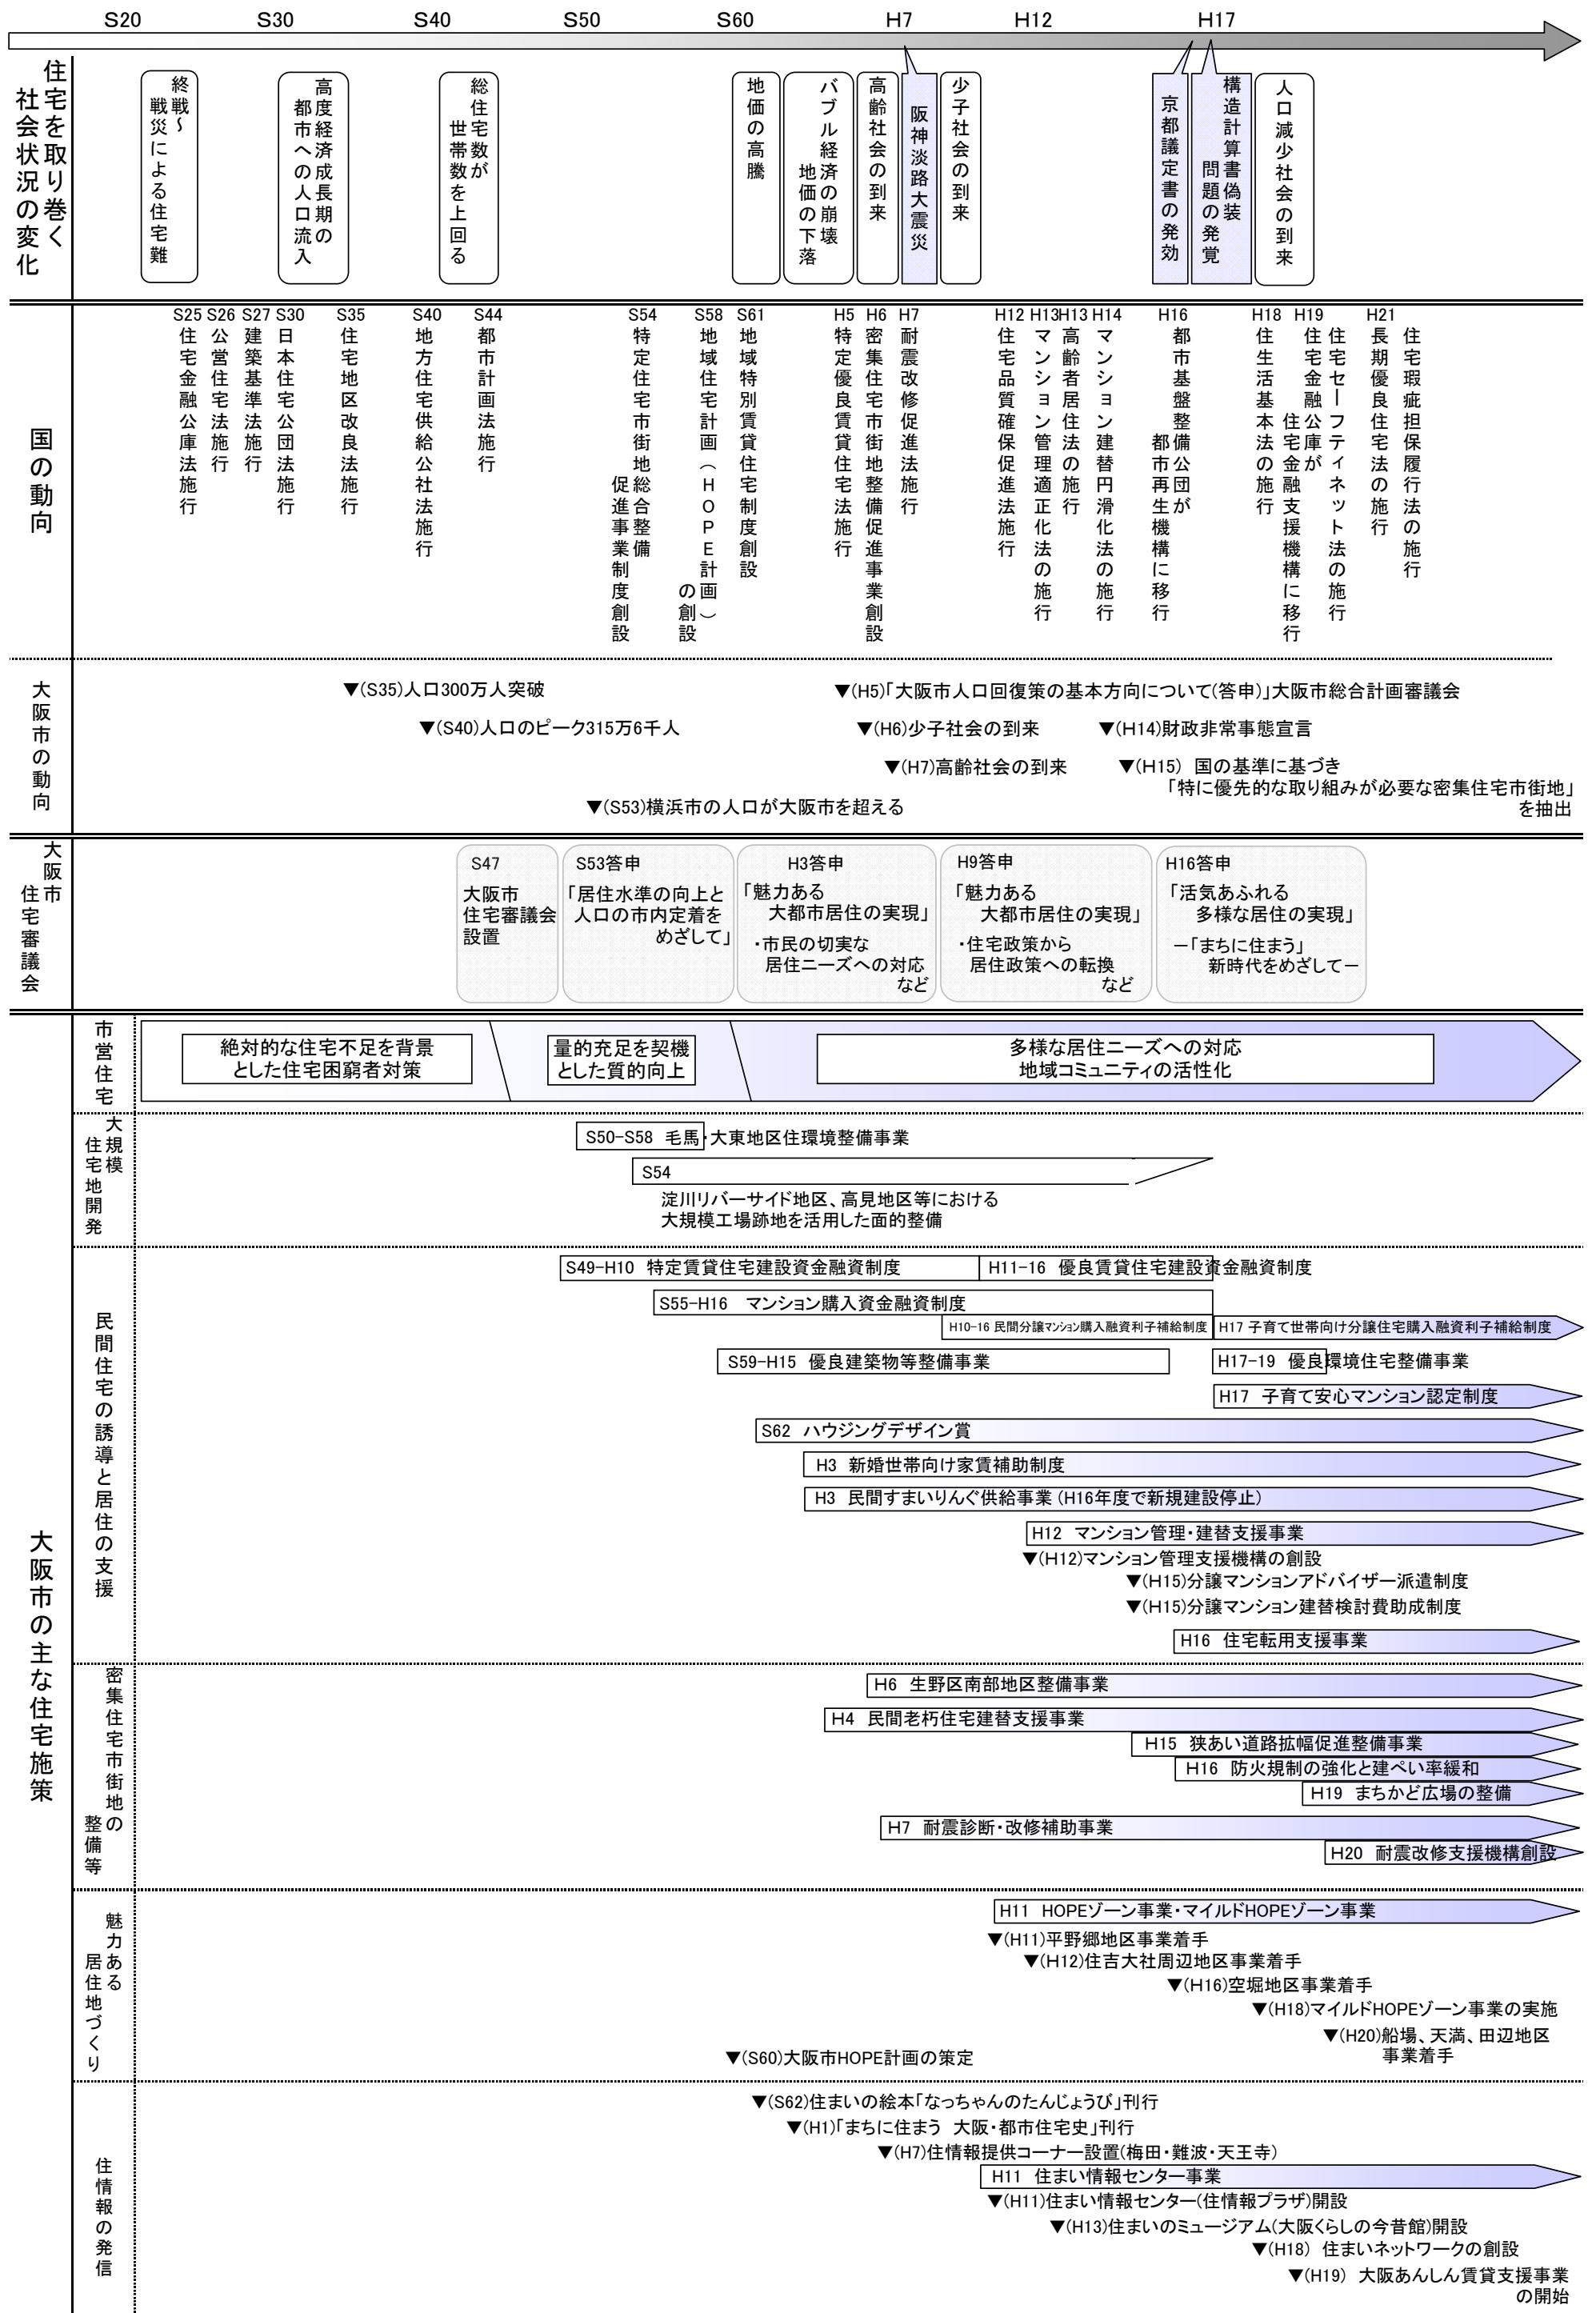 S20 S30 S40 S50 S60 H7 H12 H17
住宅を取り巻く
社会状況の変化
終戦～
戦災による住宅難
高度経済成長期の
都市への人口流入
総住宅数が
世帯数を上回る
地価の高騰
バブル経済の崩壊
地価の下落
高齢社会の到来
阪神淡路大震災
少子社会の到来
京都議定書の発効
構造計算書偽装
問題の発覚
人口減少社会の到来
国の動向
S25
住宅金融公庫法施行
S26
公営住宅法施行
S27
建築基準法施行
S30
日本住宅公団法施行
S35
住宅地区改良法施行
S40
地方住宅供給公社法施行
S44
都市計画法施行
S54
特定住宅市街地総合整備
促進事業制度創設
S58
地域住宅計画（ＨＯＰＥ計画）
の創設
S61
地域特別賃貸住宅制度創設
H5
特定優良賃貸住宅法施行
H6
密集住宅市街地整備促進事業創設
H7
耐震改修促進法施行
H12
住宅品質確保促進法施行
H13
マンション管理適正化法の施行
H13
高齢者居住法の施行
H14
マンション建替円滑化法の施行
H16
都市基盤整備公団が
都市再生機構に移行
H18
住生活基本法の施行
H19
住宅金融公庫が
住宅金融支援機構に移行
住宅セーフティネット法の施行
H21
長期優良住宅法の施行
住宅瑕疵担保履行法の施行
大阪市の動向
▼(S35)人口300万人突破
▼(H5)｢大阪市人口回復策の基本方向について(答申)｣大阪市総合計画審議会
▼(S40)人口のピーク315万6千人
▼(H6)少子社会の到来
▼(H14)財政非常事態宣言
▼(H7)高齢社会の到来
▼(H15) 国の基準に基づき
「特に優先的な取り組みが必要な密集住宅市街地」
を抽出
▼(S53)横浜市の人口が大阪市を超える
大阪市
住宅審議会
S47
大阪市
住宅審議会
設置
S53答申
「居住水準の向上と
人口の市内定着を
めざして」
H3答申
「魅力ある
大都市居住の実現」
・市民の切実な
居住ニーズへの対応
など
H9答申
「魅力ある
大都市居住の実現」
・住宅政策から
居住政策への転換
など
H16答申
「活気あふれる
多様な居住の実現」
－「まちに住まう」
新時代をめざして－
大阪市の主な住宅施策
市営住宅
絶対的な住宅不足を背景
とした住宅困窮者対策
量的充足を契機
とした質的向上
多様な居住ニーズへの対応
地域コミュニティの活性化
大規模
住宅地開発
S50-S58 毛馬・大東地区住環境整備事業
S54
淀川リバーサイド地区、高見地区等における
大規模工場跡地を活用した面的整備
民間住宅の誘導と居住の支援
S49-H10 特定賃貸住宅建設資金融資制度
H11-16 優良賃貸住宅建設資金融資制度
S55-H16 マンション購入資金融資制度
H10-16 民間分譲マンション購入融資利子補給制度
H17 子育て世帯向け分譲住宅購入融資利子補給制度
S59-H15 優良建築物等整備事業
H17-19 優良環境住宅整備事業
H17 子育て安心マンション認定制度
S62 ハウジングデザイン賞
H3 新婚世帯向け家賃補助制度
H3 民間すまいりんぐ供給事業 (H16年度で新規建設停止)
H12 マンション管理・建替支援事業
▼(H12)マンション管理支援機構の創設
▼(H15)分譲マンションアドバイザー派遣制度
▼(H15)分譲マンション建替検討費助成制度
H16 住宅転用支援事業
密集住宅市街地の
整備等
H6 生野区南部地区整備事業
H4 民間老朽住宅建替支援事業
H15 狭あい道路拡幅促進整備事業
H16 防火規制の強化と建ぺい率緩和
H19 まちかど広場の整備
H7 耐震診断・改修補助事業
H20 耐震改修支援機構創設
魅力ある
居住地づくり
H11 HOPEゾーン事業・マイルドHOPEゾーン事業
▼(H11)平野郷地区事業着手
▼(H12)住吉大社周辺地区事業着手
▼(H16)空堀地区事業着手
▼(H18)マイルドHOPEゾーン事業の実施
▼(H20)船場、天満、田辺地区
事業着手
▼(S60)大阪市HOPE計画の策定
住情報の発信
▼(S62)住まいの絵本「なっちゃんのたんじょうび」刊行
▼(H1)「まちに住まう 大阪・都市住宅史」刊行
▼(H7)住情報提供コーナー設置(梅田・難波・天王寺)
H11 住まい情報センター事業
▼(H11)住まい情報センター(住情報プラザ)開設
▼(H13)住まいのミュージアム(大阪くらしの今昔館)開設
▼(H18) 住まいネットワークの創設
▼(H19) 大阪あんしん賃貸支援事業
の開始